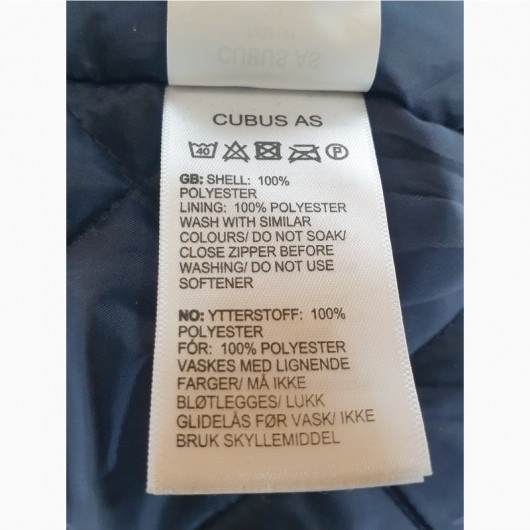 CUBUS AS
40 P
GB: SHELL: 100%
POLYESTER
LINING: 100% POLYESTER
WASH WITH SIMILAR
COLOURS/ DO NOT SOAK/
CLOSE ZIPPER BEFORE
WASHING/ DO NOT USE
SOFTENER
NO: YTTERSTOFF: 100%
POLYESTER
FÓR: 100% POLYESTER
VASKES MED LIGNENDE
FARGER/ MÅ IKKE
BLØTLEGGES/ LUKK
GLIDELÅS FØR VASK/ IKKE
BRUK SKYLLEMIDDEL